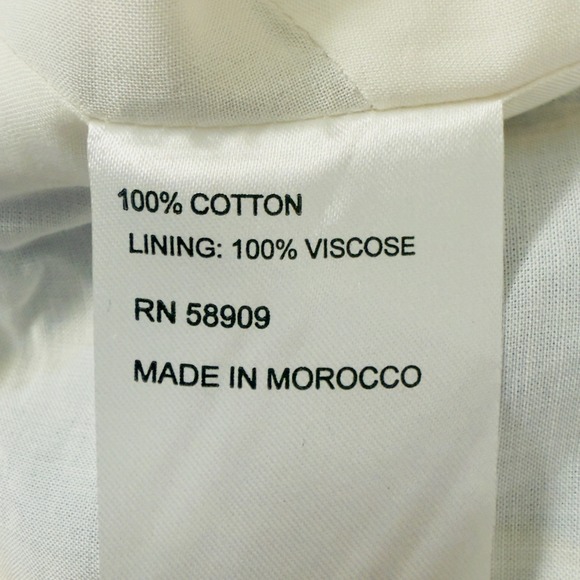 100% COTTON
LINING: 100% VISCOSE
RN 58909
MADE IN MOROCCO